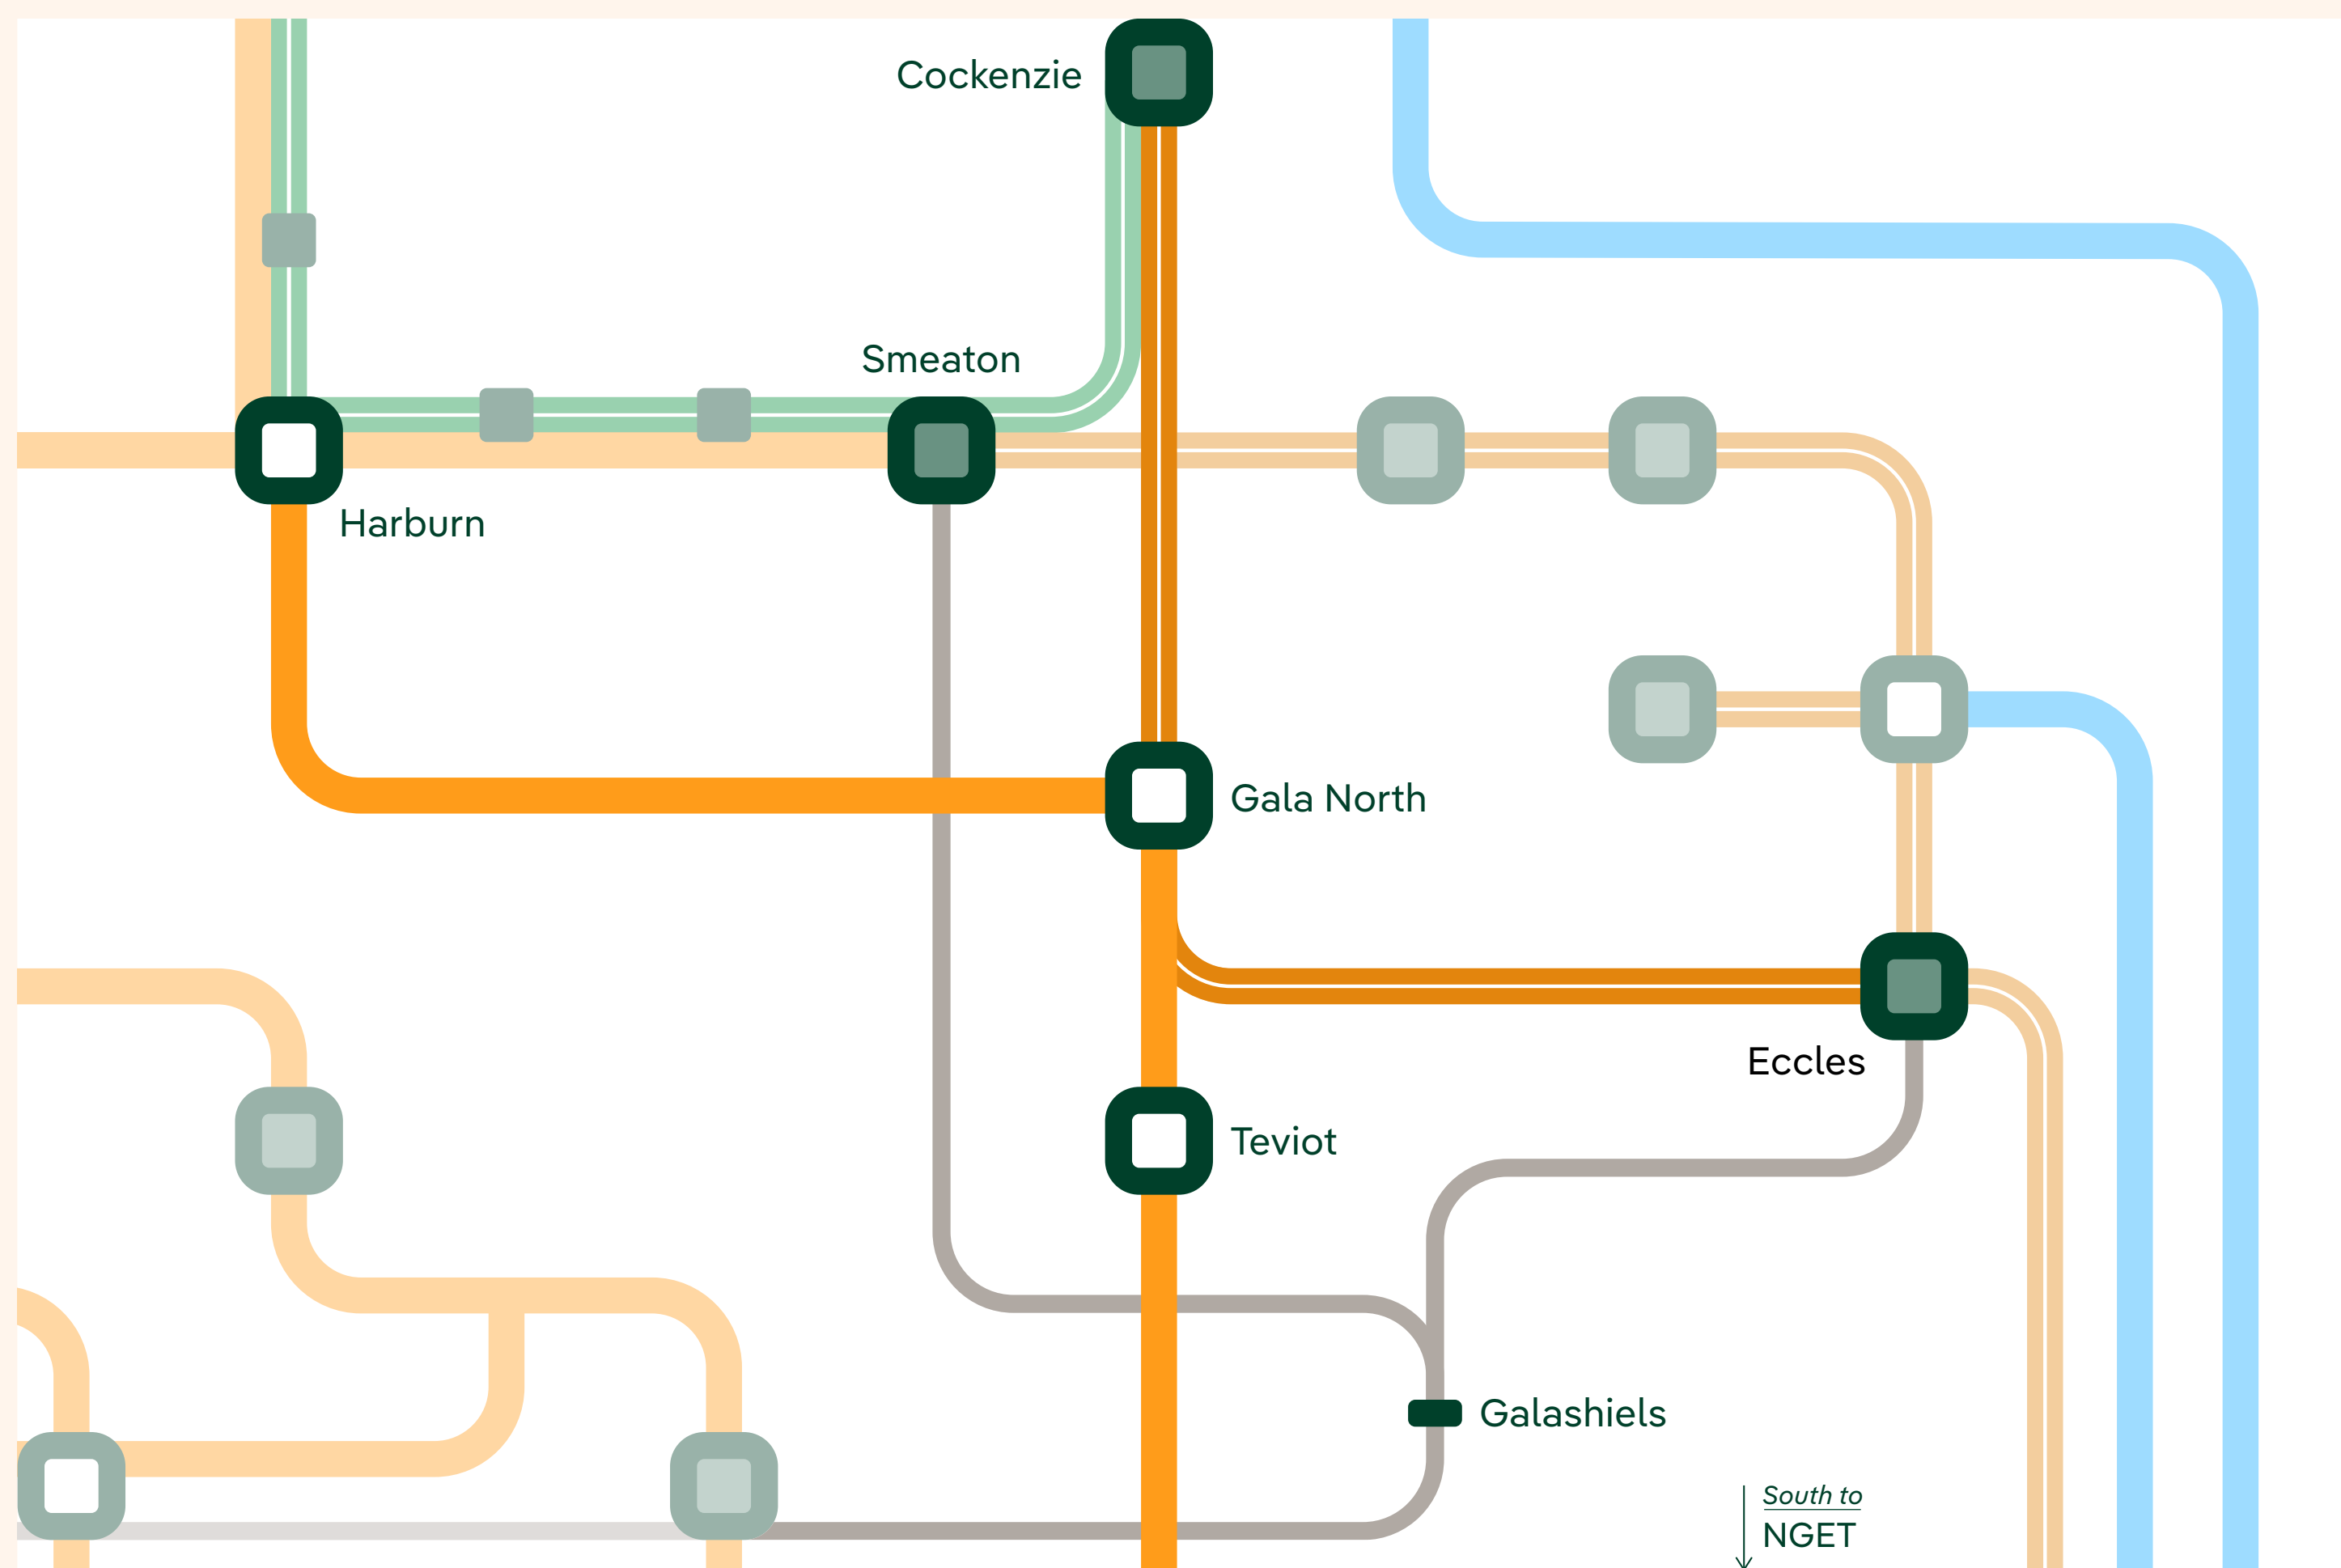 Cockenzie
Smeaton
Harburn
Gala North
Eccles
Teviot
Galashiels
South to
NGET